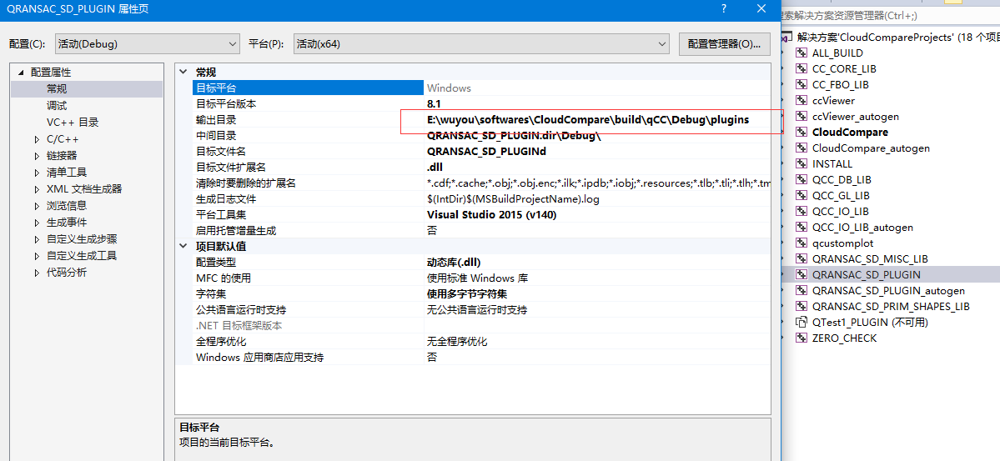 QRANSAC_SD_PLUGIN 属性页
?
配置(C):
活动(Debug)
平台(P):
活动(x64)
配置管理器(O)...
配置属性
常规
调试
VC++ 目录
C/C++
链接器
清单工具
XML 文档生成器
浏览信息
生成事件
自定义生成步骤
自定义生成工具
代码分析
常规
目标平台 Windows
目标平台版本 8.1
输出目录 E:\wuyou\softwares\CloudCompare\build\qCC\Debug\plugins
中间目录 QRANSAC_SD_PLUGIN.dir\Debug\
目标文件名 QRANSAC_SD_PLUGINd
目标文件扩展名 .dll
清除时要删除的扩展名 *.cdf;*.cache;*.obj;*.obj.enc;*.ilk;*.ipdb;*.iobj;*.resources;*.tlb;*.tli;*.tlh;*.tm
生成日志文件 $(IntDir)$(MSBuildProjectName).log
平台工具集 Visual Studio 2015 (v140)
启用托管增量生成 否
项目默认值
配置类型 动态库(.dll)
MFC 的使用 使用标准 Windows 库
字符集 使用多字节字符集
公共语言运行时支持 无公共语言运行时支持
.NET 目标框架版本
全程序优化 无全程序优化
Windows 应用商店应用支持 否
目标平台
项目的当前目标平台。
搜索解决方案资源管理器(Ctrl+;)
解决方案'CloudCompareProjects' (18 个项目
ALL_BUILD
CC_CORE_LIB
CC_FBO_LIB
ccViewer
ccViewer_autogen
CloudCompare
CloudCompare_autogen
INSTALL
QCC_DB_LIB
QCC_GL_LIB
QCC_IO_LIB
QCC_IO_LIB_autogen
qcustomplot
QRANSAC_SD_MISC_LIB
QRANSAC_SD_PLUGIN
QRANSAC_SD_PLUGIN_autogen
QRANSAC_SD_PRIM_SHAPES_LIB
QTest1_PLUGIN (不可用)
ZERO_CHECK